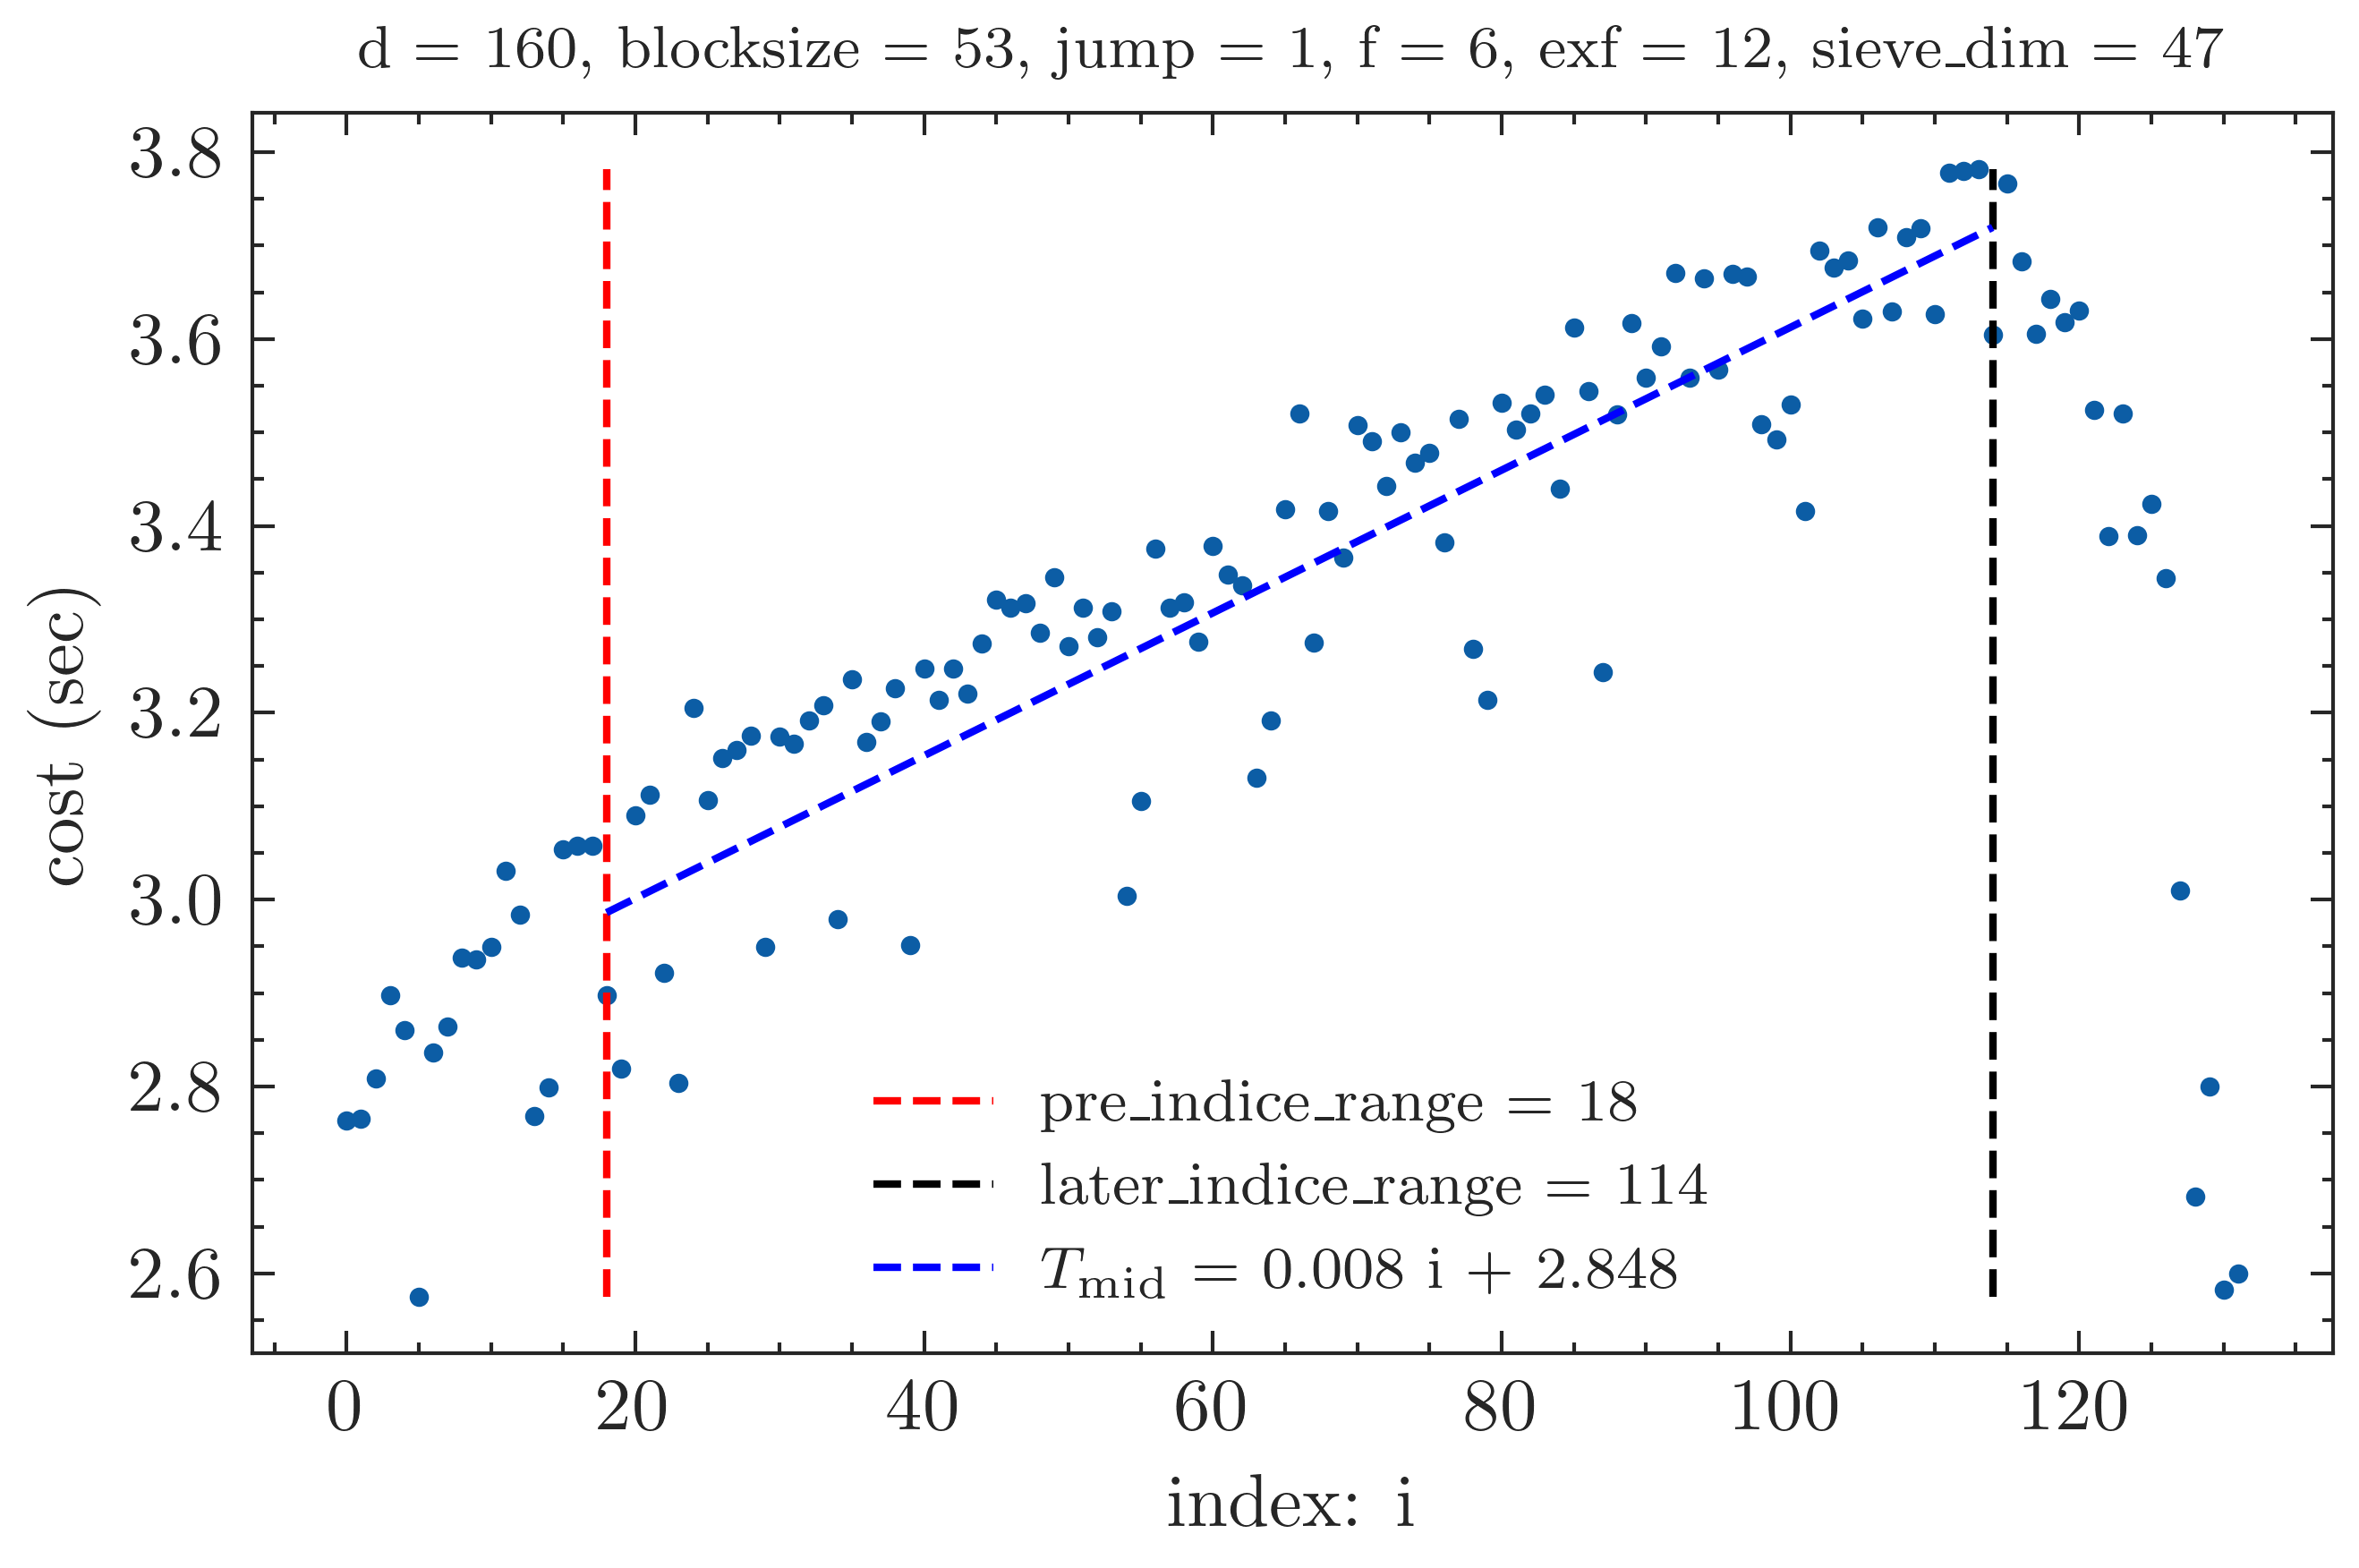 d = 160, blocksize = 53, jump = 1, f = 6, exf = 12, sieve_dim = 47
3.8
3.6
3.4
3.2
3.0
2.8
2.6
cost (sec)
pre_indice_range = 18
later_indice_range = 114
T_mid = 0.008 i + 2.848
0 20 40 60 80 100 120
index: i